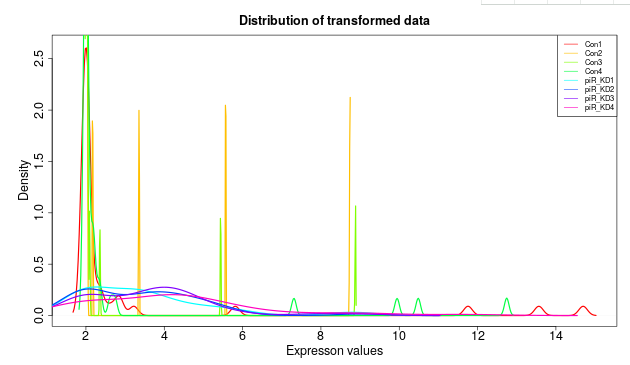 Distribution of transformed data
Con1
Con2
Con3
Con4
piR_KD1
piR_KD2
piR_KD3
piR_KD4
Density
2.5
2.0
1.5
1.0
0.5
0.0
2 4 6 8 10 12 14
Expresson values